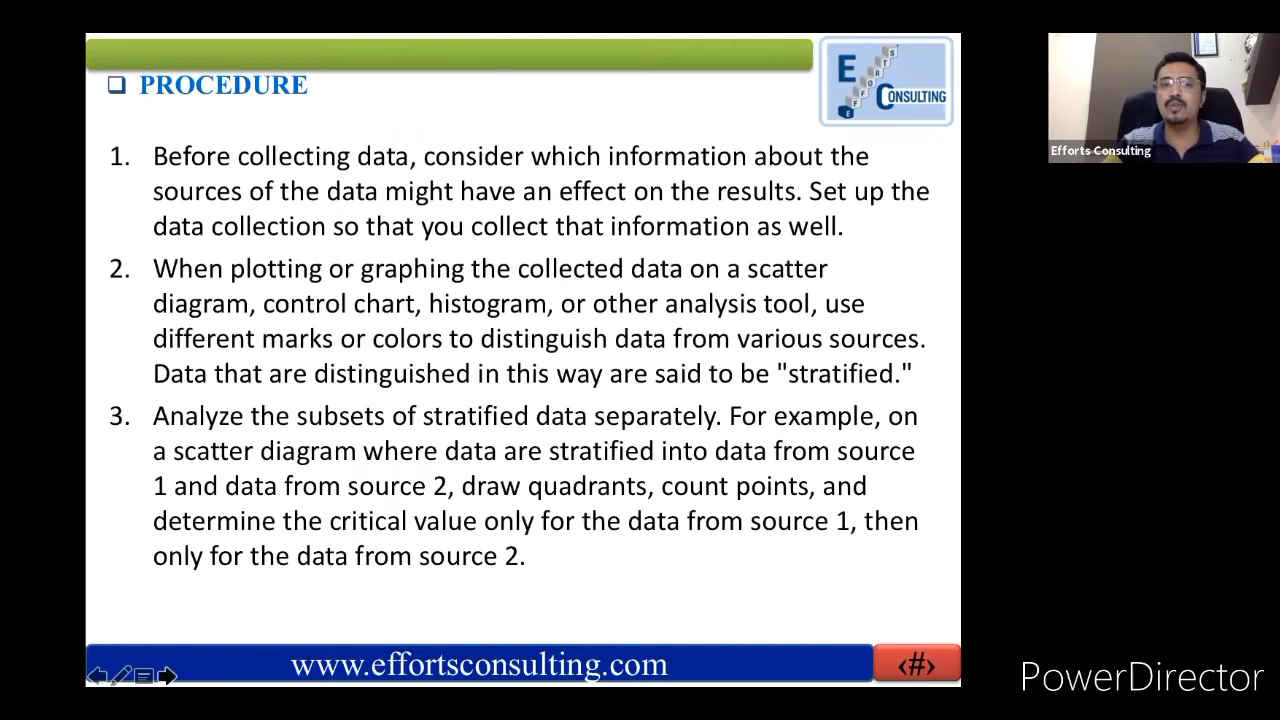 ❑ PROCEDURE
EFFORTS
CONSULTING
Efforts Consulting
1. Before collecting data, consider which information about the
sources of the data might have an effect on the results. Set up the
data collection so that you collect that information as well.
2. When plotting or graphing the collected data on a scatter
diagram, control chart, histogram, or other analysis tool, use
different marks or colors to distinguish data from various sources.
Data that are distinguished in this way are said to be "stratified."
3. Analyze the subsets of stratified data separately. For example, on
a scatter diagram where data are stratified into data from source
1 and data from source 2, draw quadrants, count points, and
determine the critical value only for the data from source 1, then
only for the data from source 2.
www.effortsconsulting.com
‹#›
PowerDirector